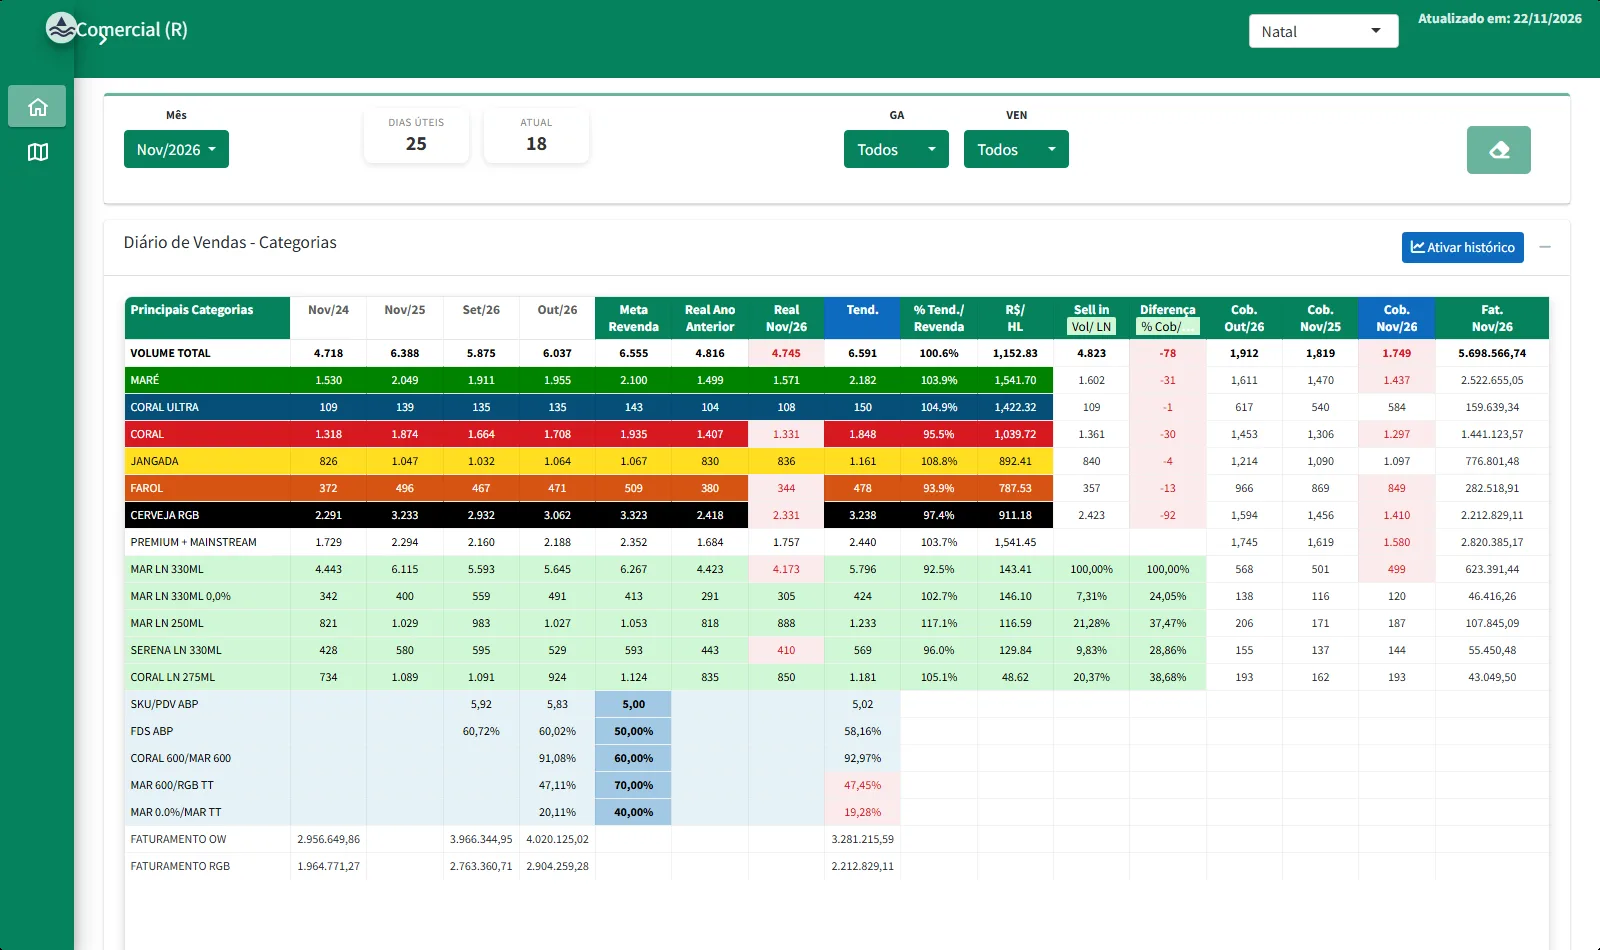 Comercial (R)
Natal
Atualizado em: 22/11/2026
Mês
Nov/2026
DIAS ÚTEIS
25
ATUAL
18
GA
Todos
VEN
Todos
Diário de Vendas - Categorias
Ativar histórico
Principais Categorias Nov/24 Nov/25 Set/26 Out/26 Meta Revenda Real Ano Anterior Real Nov/26 Tend. % Tend./ Revenda R$/ HL Sell in Vol/ LN Diferença % Cob/... Cob. Out/26 Cob. Nov/25 Cob. Nov/26 Fat. Nov/26
VOLUME TOTAL 4.718 6.388 5.875 6.037 6.555 4.816 4.745 6.591 100.6% 1,152.83 4.823 -78 1,912 1,819 1.749 5.698.566,74
MARÉ 1.530 2.049 1.911 1.955 2.100 1.499 1.571 2.182 103.9% 1,541.70 1.602 -31 1,611 1,470 1.437 2.522.655,05
CORAL ULTRA 109 139 135 135 143 104 108 150 104.9% 1,422.32 109 -1 617 540 584 159.639,34
CORAL 1.318 1.874 1.664 1.708 1.935 1.407 1.331 1.848 95.5% 1,039.72 1.361 -30 1,453 1,306 1.297 1.441.123,57
JANGADA 826 1.047 1.032 1.064 1.067 830 836 1.161 108.8% 892.41 840 -4 1,214 1,090 1.097 776.801,48
FAROL 372 496 467 471 509 380 344 478 93.9% 787.53 357 -13 966 869 849 282.518,91
CERVEJA RGB 2.291 3.233 2.932 3.062 3.323 2.418 2.331 3.238 97.4% 911.18 2.423 -92 1,594 1,456 1.410 2.212.829,11
PREMIUM + MAINSTREAM 1.729 2.294 2.160 2.188 2.352 1.684 1.757 2.440 103.7% 1,541.45 1,745 1,619 1.580 2.820.385,17
MAR LN 330ML 4.443 6.115 5.593 5.645 6.267 4.423 4.173 5.796 92.5% 143.41 100,00% 100,00% 568 501 499 623.391,44
MAR LN 330ML 0,0% 342 400 559 491 413 291 305 424 102.7% 146.10 7,31% 24,05% 138 116 120 46.416,26
MAR LN 250ML 821 1.029 983 1.027 1.053 818 888 1.233 117.1% 116.59 21,28% 37,47% 206 171 187 107.845,09
SERENA LN 330ML 428 580 595 529 593 443 410 569 96.0% 129.84 9,83% 28,86% 155 137 144 55.450,48
CORAL LN 275ML 734 1.089 1.091 924 1.124 835 850 1.181 105.1% 48.62 20,37% 38,68% 193 162 193 43.049,50
SKU/PDV ABP 5,92 5,83 5,00 5,02
FDS ABP 60,72% 60,02% 50,00% 58,16%
CORAL 600/MAR 600 91,08% 60,00% 92,97%
MAR 600/RGB TT 47,11% 70,00% 47,45%
MAR 0.0%/MAR TT 20,11% 40,00% 19,28%
FATURAMENTO OW 2.956.649,86 3.966.344,95 4.020.125,02 3.281.215,59
FATURAMENTO RGB 1.964.771,27 2.763.360,71 2.904.259,28 2.212.829,11